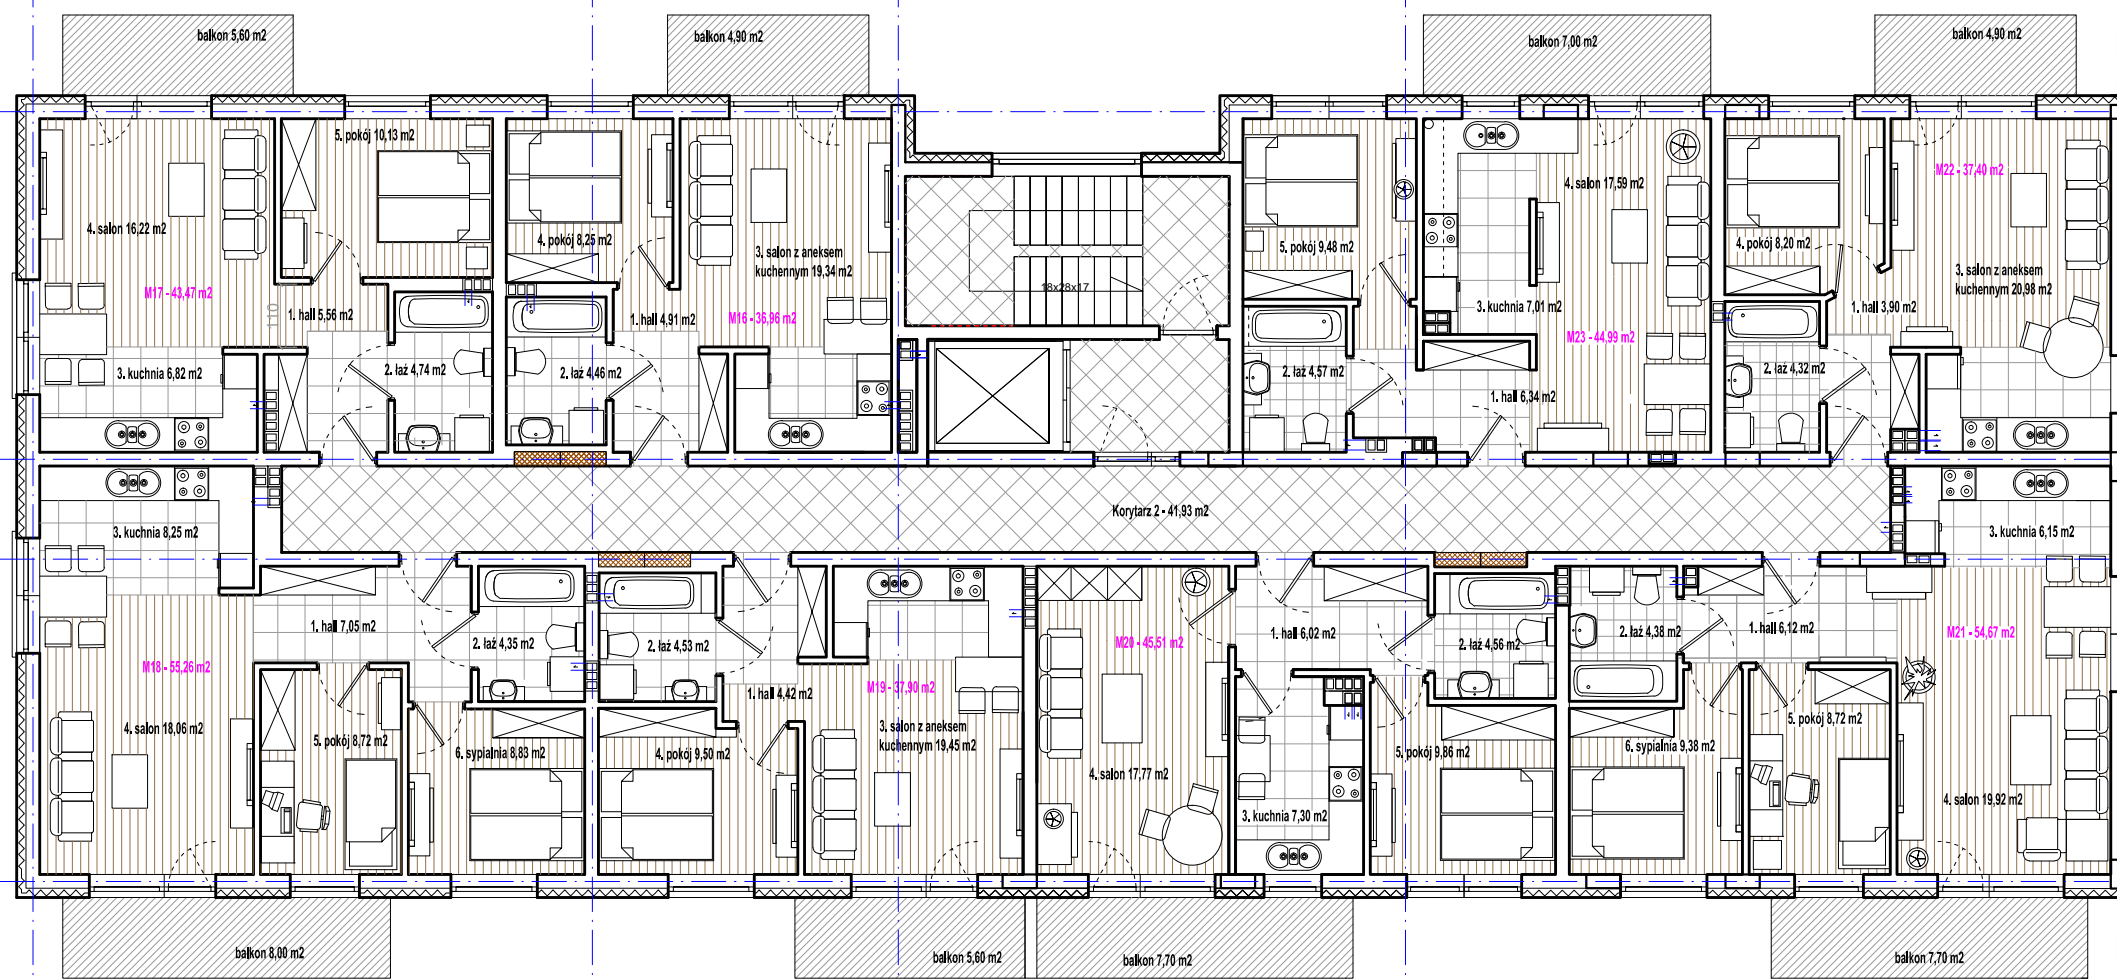 balkon 5,60 m2
balkon 4,90 m2
balkon 7,00 m2
balkon 4,90 m2
5. pokój 10,13 m2
4. salon 16,22 m2
M17 - 43,47 m2
110
1. hall 5,56 m2
2. łaź 4,74 m2
3. kuchnia 6,82 m2
4. pokój 8,25 m2
3. salon z aneksem
kuchennym 19,34 m2
M16 - 36,96 m2
1. hall 4,91 m2
2. łaź 4,46 m2
18x28x17
5. pokój 9,48 m2
4. salon 17,59 m2
3. kuchnia 7,01 m2
M23 - 44,99 m2
2. łaź 4,57 m2
1. hall 6,34 m2
M22 - 37,40 m2
4. pokój 8,20 m2
3. salon z aneksem
kuchennym 20,98 m2
1. hall 3,90 m2
2. łaź 4,32 m2
Korytarz 2 - 41,93 m2
3. kuchnia 8,25 m2
1. hall 7,05 m2
2. łaź 4,35 m2
M18 - 55,26 m2
4. salon 18,06 m2
5. pokój 8,72 m2
6. sypialnia 8,83 m2
2. łaź 4,53 m2
1. hall 4,42 m2
M19 - 37,90 m2
3. salon z aneksem
kuchennym 19,45 m2
4. pokój 9,50 m2
M20 - 45,51 m2
1. hall 6,02 m2
2. łaź 4,56 m2
4. salon 17,77 m2
3. kuchnia 7,30 m2
5. pokój 9,86 m2
3. kuchnia 6,15 m2
2. łaź 4,38 m2
1. hall 6,12 m2
M21 - 54,67 m2
6. sypialnia 9,38 m2
5. pokój 8,72 m2
4. salon 19,92 m2
balkon 8,00 m2
balkon 5,60 m2
balkon 7,70 m2
balkon 7,70 m2